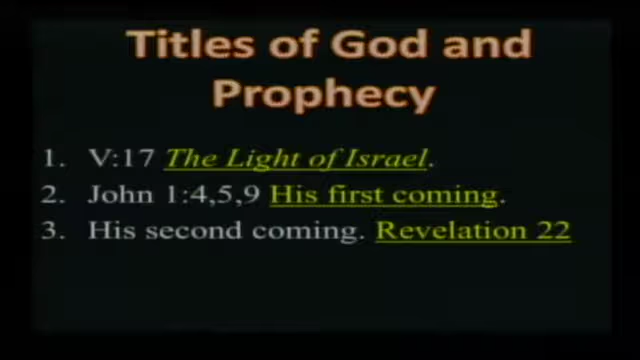 Titles of God and
Prophecy
1. V:17 The Light of Israel.
2. John 1:4,5,9 His first coming.
3. His second coming. Revelation 22